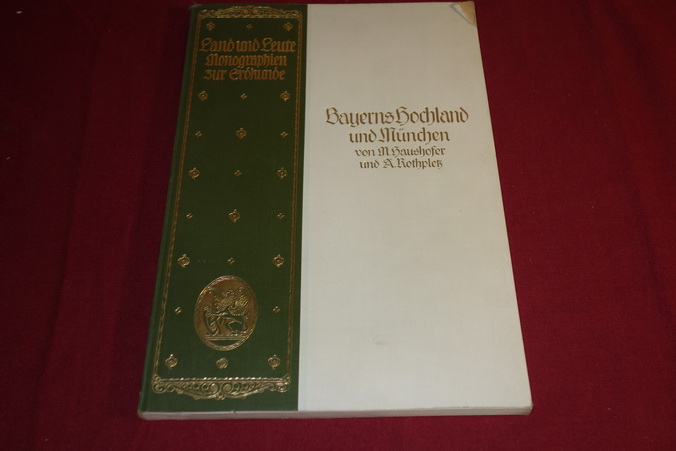 Land und Leute
Monographien
zur Erdkunde
Bayerns Hochland
und München
von M. Haushofer
und A. Rothpletz